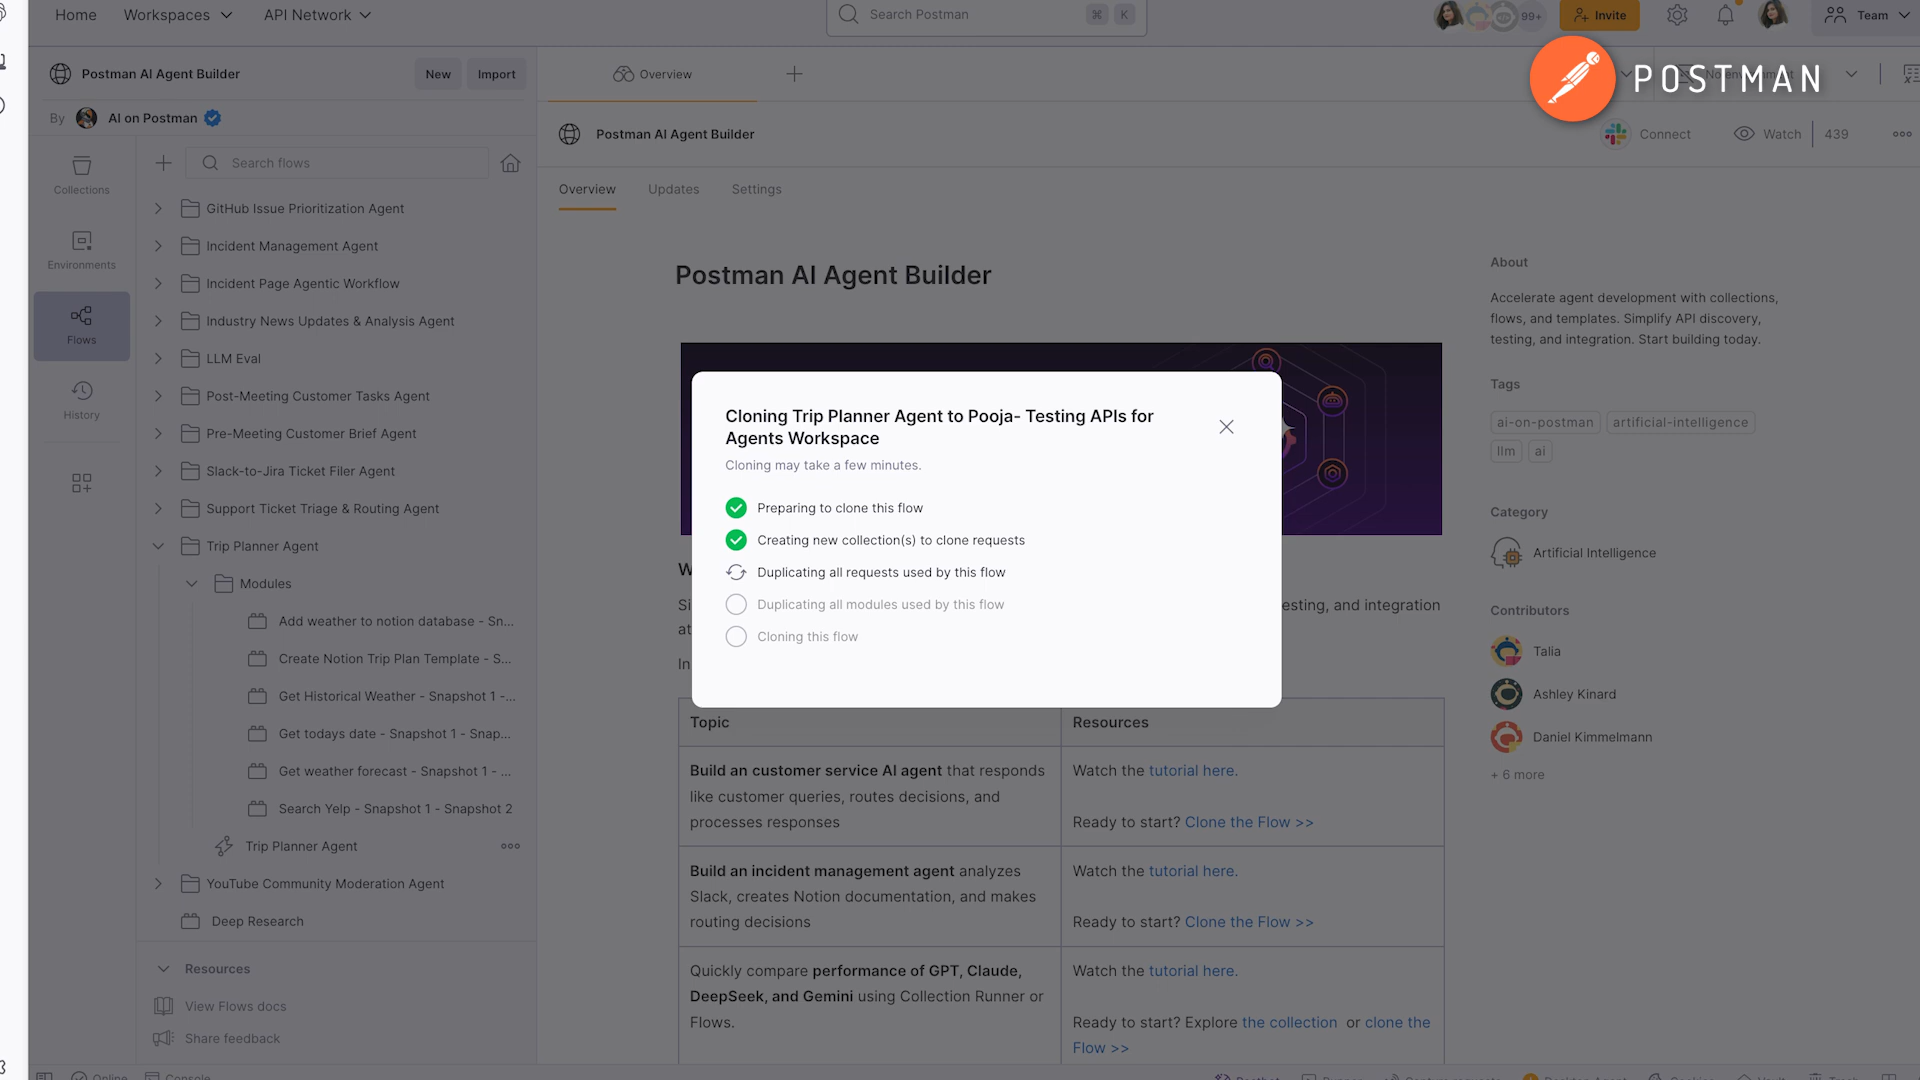 Home
Workspaces
API Network
Search Postman
⌘ K
99+
Invite
Team
Postman AI Agent Builder
New
Import
Overview
POSTMAN
By AI on Postman
Postman AI Agent Builder
Connect
Watch
439
Collections
Environments
Flows
History
Search flows
GitHub Issue Prioritization Agent
Incident Management Agent
Incident Page Agentic Workflow
Industry News Updates & Analysis Agent
LLM Eval
Post-Meeting Customer Tasks Agent
Pre-Meeting Customer Brief Agent
Slack-to-Jira Ticket Filer Agent
Support Ticket Triage & Routing Agent
Trip Planner Agent
Modules
Add weather to notion database - Sn...
Create Notion Trip Plan Template - S...
Get Historical Weather - Snapshot 1 -...
Get todays date - Snapshot 1 - Snap...
Get weather forecast - Snapshot 1 - ...
Search Yelp - Snapshot 1 - Snapshot 2
Trip Planner Agent
YouTube Community Moderation Agent
Deep Research
Resources
View Flows docs
Share feedback
Online
Console
Overview
Updates
Settings
Postman AI Agent Builder
Cloning Trip Planner Agent to Pooja- Testing APIs for
Agents Workspace
Cloning may take a few minutes.
Preparing to clone this flow
Creating new collection(s) to clone requests
Duplicating all requests used by this flow
Duplicating all modules used by this flow
Cloning this flow
and integration
In
Topic
Resources
Build an customer service AI agent that responds
like customer queries, routes decisions, and
processes responses
Watch the tutorial here.
Ready to start? Clone the Flow >>
Build an incident management agent analyzes
Slack, creates Notion documentation, and makes
routing decisions
Watch the tutorial here.
Ready to start? Clone the Flow >>
Quickly compare performance of GPT, Claude,
DeepSeek, and Gemini using Collection Runner or
Flows.
Watch the tutorial here.
Ready to start? Explore the collection or clone the
Flow >>
About
Accelerate agent development with collections,
flows, and templates. Simplify API discovery,
testing, and integration. Start building today.
Tags
ai-on-postman
artificial-intelligence
llm
ai
Category
Artificial Intelligence
Contributors
Talia
Ashley Kinard
Daniel Kimmelmann
+ 6 more